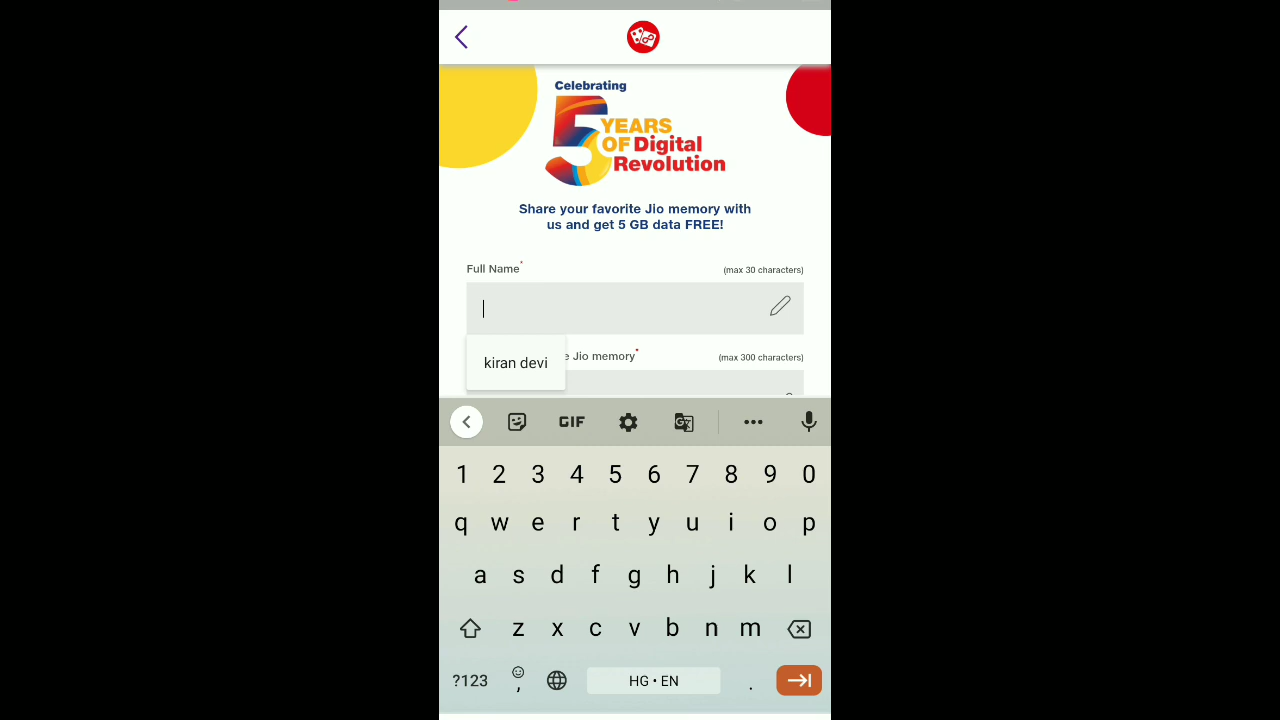 Celebrating
5 YEARS
OF Digital
Revolution
Share your favorite Jio memory with
us and get 5 GB data FREE!
Full Name* (max 30 characters)
kiran devi
e Jio memory* (max 300 characters)
GIF
1 2 3 4 5 6 7 8 9 0
q w e r t y u i o p
a s d f g h j k l
z x c v b n m
?123 , HG • EN .